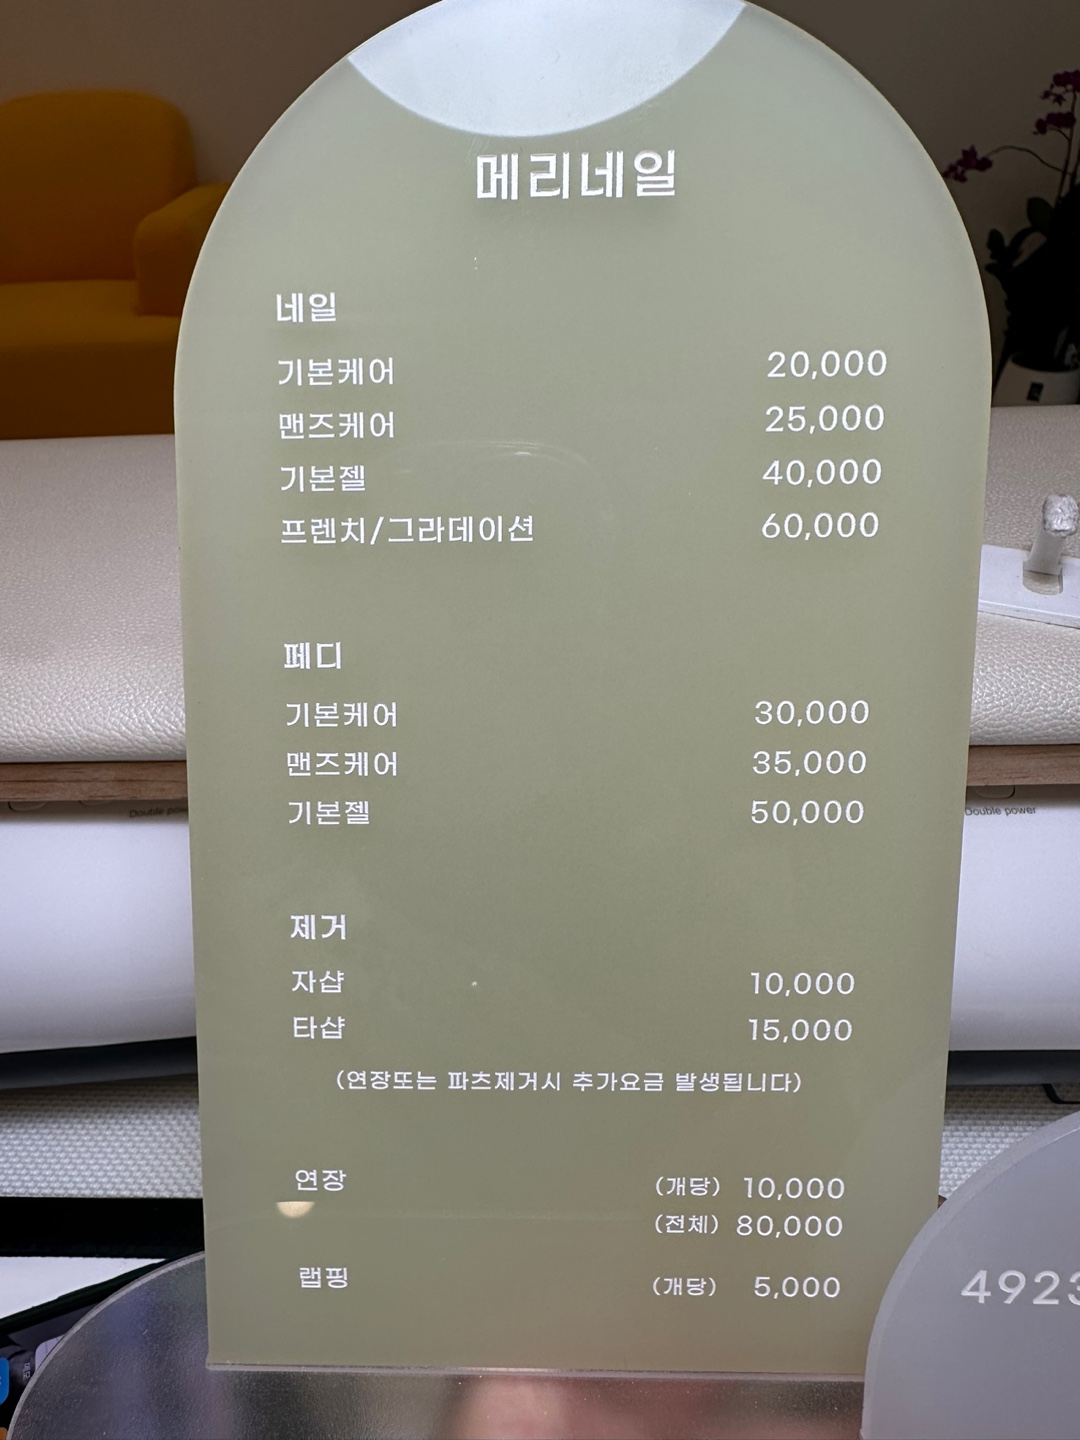 메리네일
네일
기본케어 20,000
맨즈케어 25,000
기본젤 40,000
프렌치/그라데이션 60,000
페디
기본케어 30,000
맨즈케어 35,000
기본젤 50,000
제거
자샵 10,000
타샵 15,000
(연장또는 파츠제거시 추가요금 발생됩니다)
연장 (개당) 10,000
(전체) 80,000
랩핑 (개당) 5,000
Double power
Double power
4923